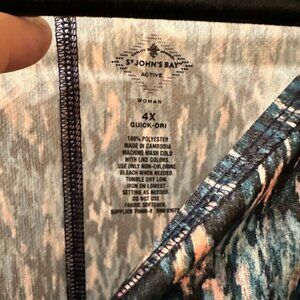 ST JOHN'S BAY
ACTIVE
WOMAN
4X
QUICK-DRI
100% POLYESTER
MADE IN CAMBODIA
MACHINE WASH COLD
WITH LIKE COLORS.
USE ONLY NON-CHLORINE
BLEACH WHEN NEEDED.
TUMBLE DRY LOW.
IRON ON LOWEST
SETTING AS NEEDED.
DO NOT USE
FABRIC SOFTENER.
SUPPLIER